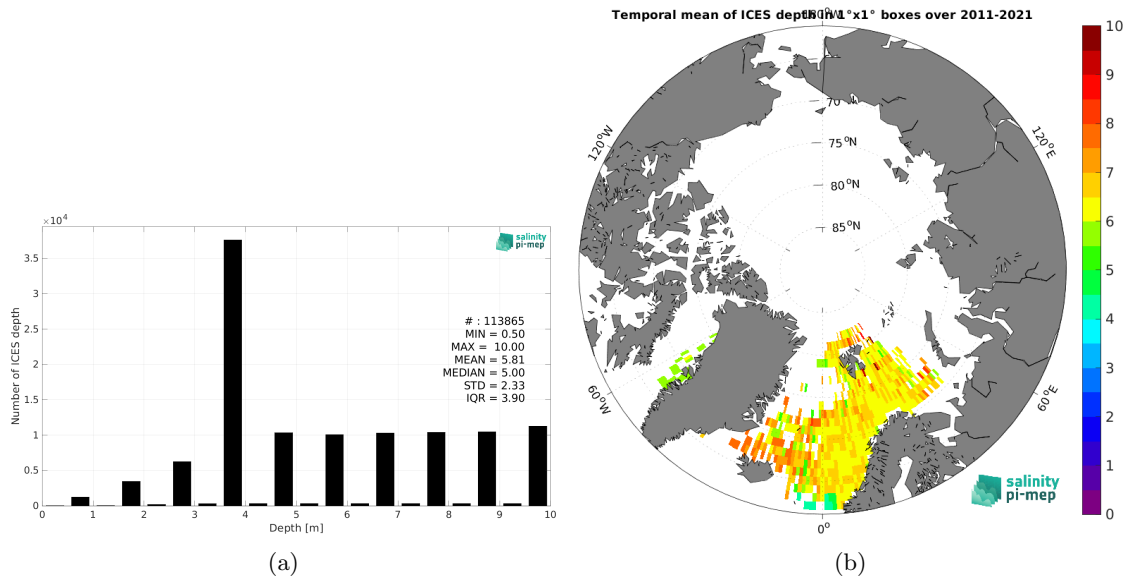 Temporal mean of ICES depth in 1°x1° boxes over 2011-2021
180°W
10
9
8
7
6
5
4
3
2
1
0
120°W
120°E
70
75°N
80°N
85°N
60°W
60°E
0°
salinity
pi-mep
×10⁴
3.5
3
2.5
2
1.5
1
0.5
0
Number of ICES depth
salinity
pi-mep
# : 113865
MIN = 0.50
MAX = 10.00
MEAN = 5.81
MEDIAN = 5.00
STD = 2.33
IQR = 3.90
0 1 2 3 4 5 6 7 8 9 10
Depth [m]
(a)
(b)